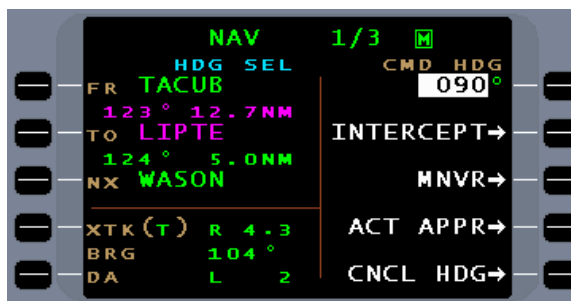 NAV 1/3 M
HDG SEL CMD HDG
FR TACUB 090°
123° 12.7NM
TO LIPTE INTERCEPT→
124° 5.0NM
NX WASON MNVR→
XTK(T) R 4.3 ACT APPR→
BRG 104°
DA L 2 CNCL HDG→